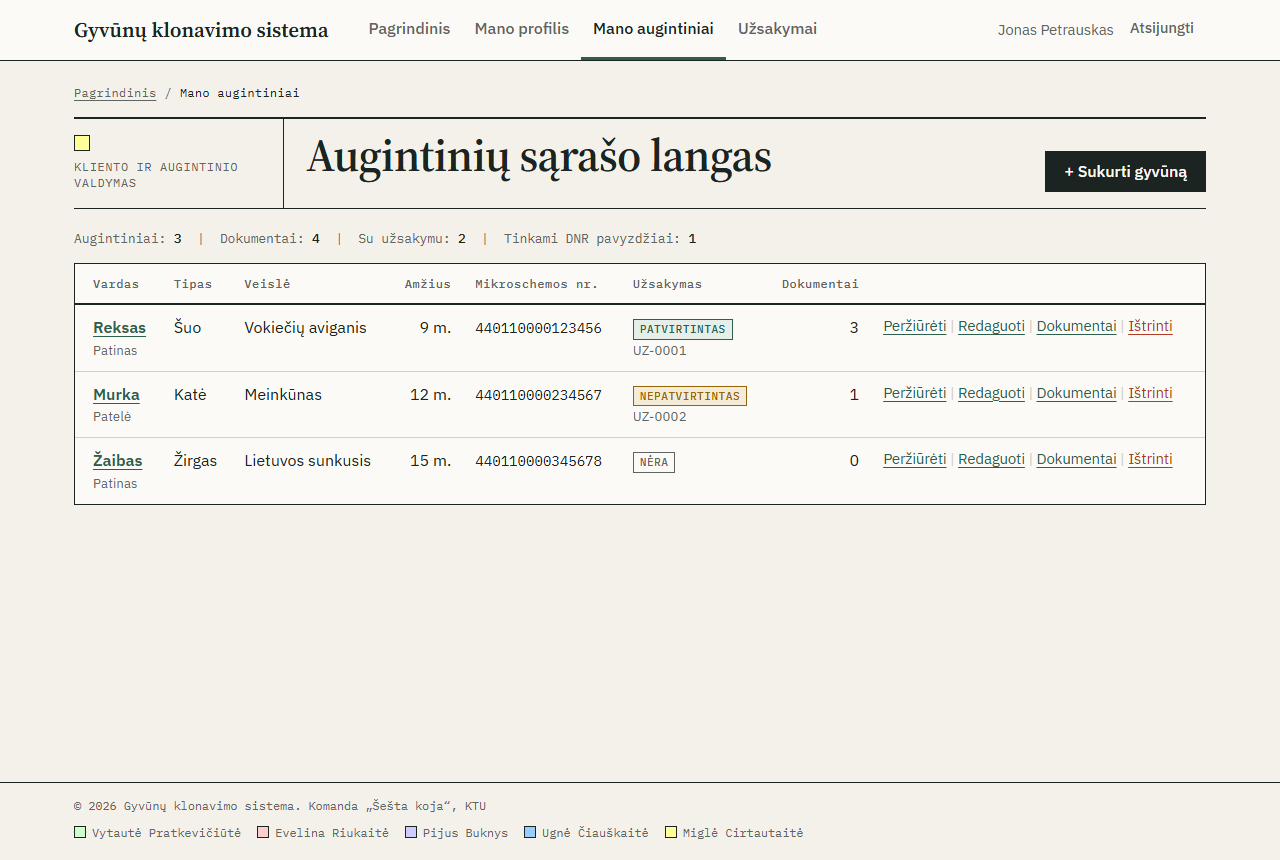 Gyvūnų klonavimo sistema Pagrindinis Mano profilis Mano augintiniai Užsakymai Jonas Petrauskas Atsijungti
Pagrindinis / Mano augintiniai
KLIENTO IR AUGINTINIO
VALDYMAS
Augintinių sąrašo langas
+ Sukurti gyvūną
Augintiniai: 3 | Dokumentai: 4 | Su užsakymu: 2 | Tinkami DNR pavyzdžiai: 1
Vardas Tipas Veislė Amžius Mikroschemos nr. Užsakymas Dokumentai
Reksas Šuo Vokiečių aviganis 9 m. 440110000123456 PATVIRTINTAS 3 Peržiūrėti | Redaguoti | Dokumentai | Ištrinti
Patinas UZ-0001
Murka Katė Meinkūnas 12 m. 440110000234567 NEPATVIRTINTAS 1 Peržiūrėti | Redaguoti | Dokumentai | Ištrinti
Patelė UZ-0002
Žaibas Žirgas Lietuvos sunkusis 15 m. 440110000345678 NĖRA 0 Peržiūrėti | Redaguoti | Dokumentai | Ištrinti
Patinas
© 2026 Gyvūnų klonavimo sistema. Komanda „Šešta koja“, KTU
Vytautė Pratkevičiūtė Evelina Riukaitė Pijus Buknys Ugnė Čiauškaitė Miglė Cirtautaitė